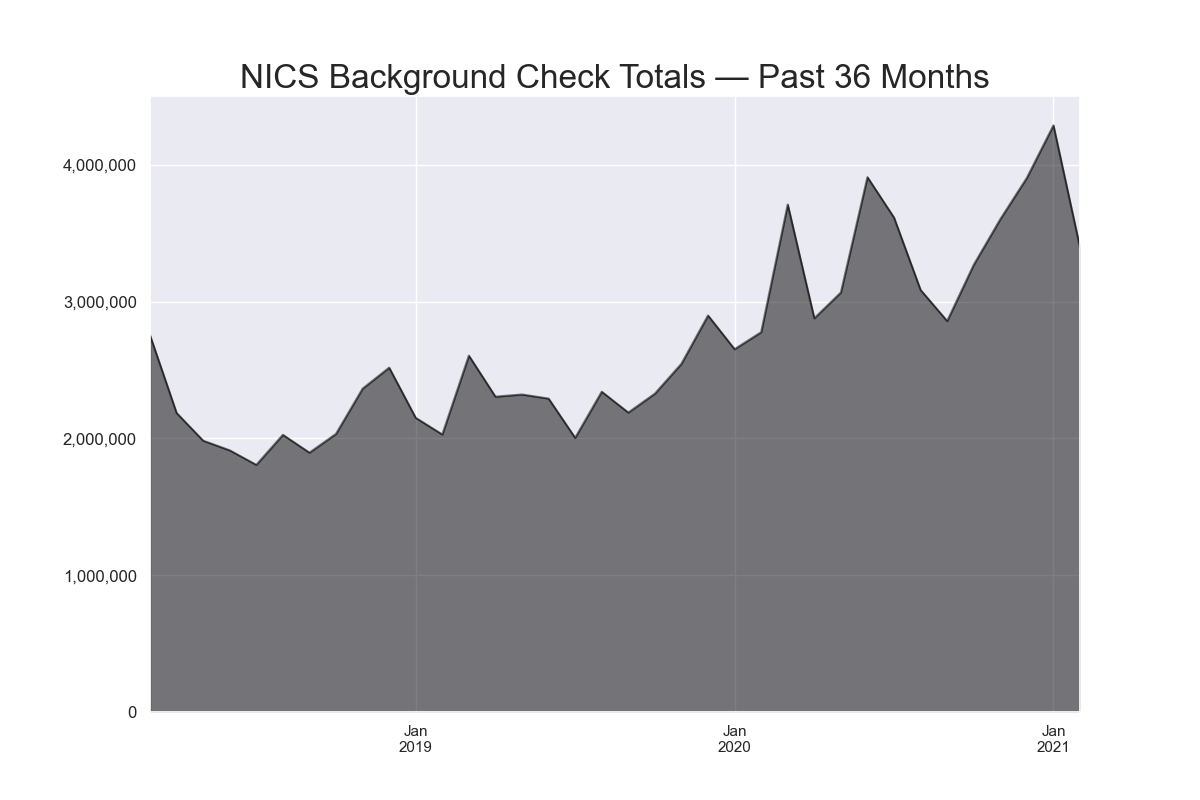 NICS Background Check Totals — Past 36 Months
4,000,000
3,000,000
2,000,000
1,000,000
0
Jan
2019
Jan
2020
Jan
2021